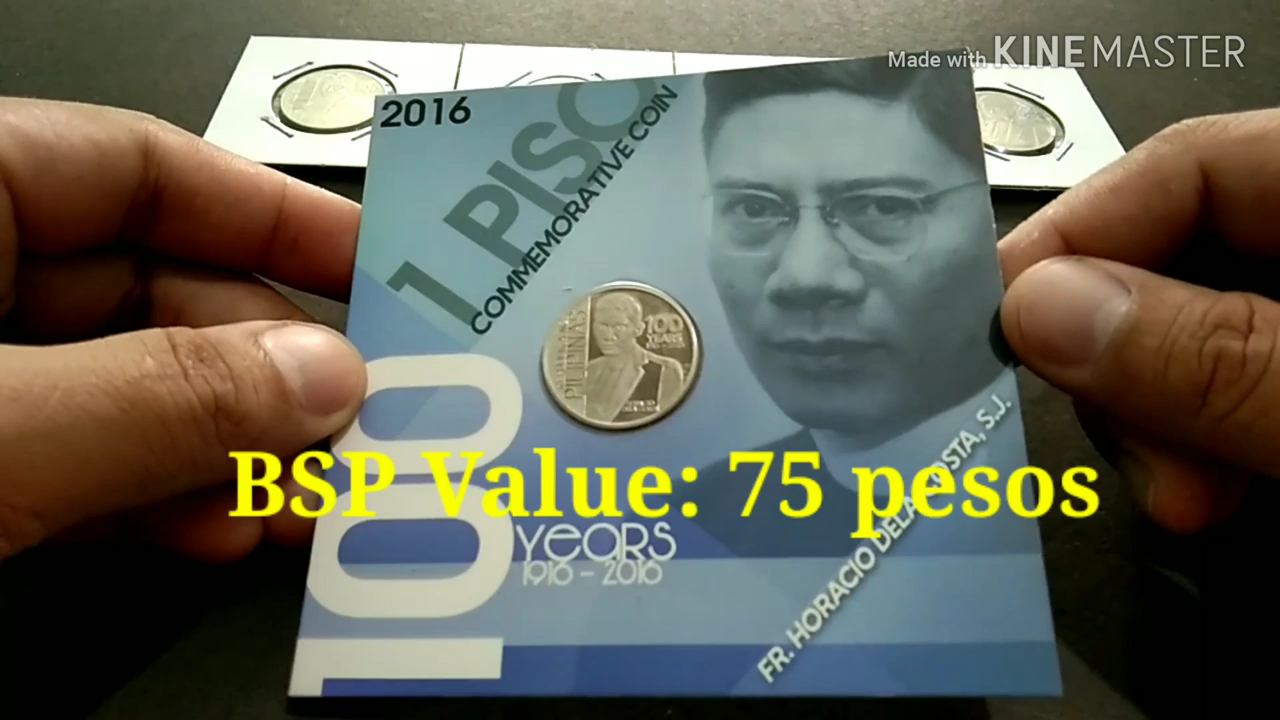 Made with KINEMASTER
2016
1 PISO
COMMEMORATIVE COIN
PILIPINAS
100
YEARS
BSP Value: 75 pesos
100
YEARS
1916 - 2016
FR. HORACIO DELA COSTA, S.J.